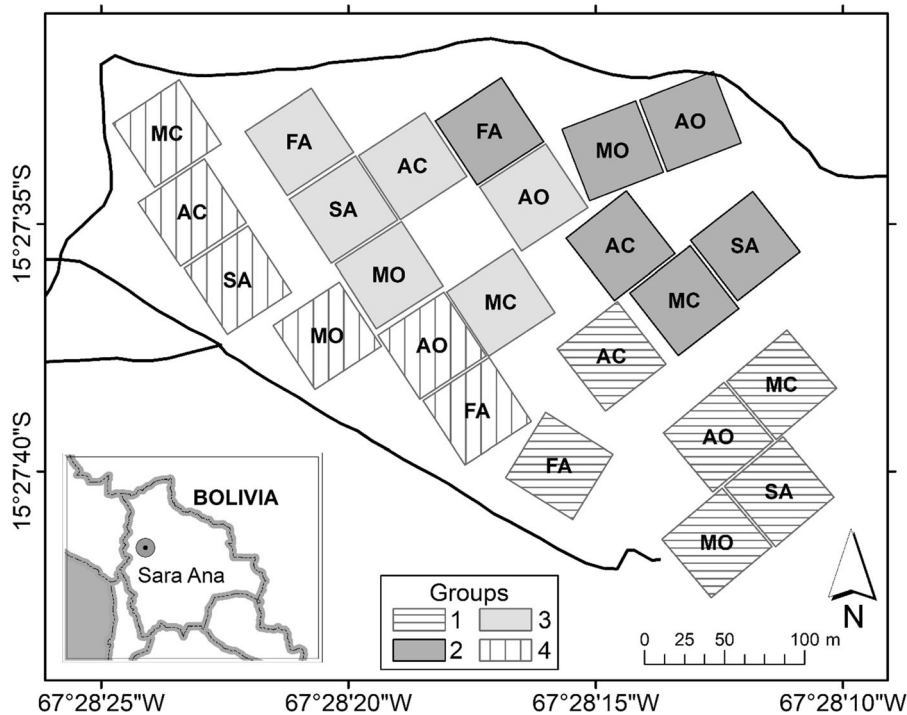 MC
FA
FA
AO
MO
AC
AC
SA
AO
AC
SA
SA
MO
MC
MC
MO
AO
AC
MC
FA
AO
FA
SA
MO
15°27'35"S
15°27'40"S
BOLIVIA
Sara Ana
Groups
1
3
2
4
N
0 25 50 100 m
67°28'25"W 67°28'20"W 67°28'15"W 67°28'10"W